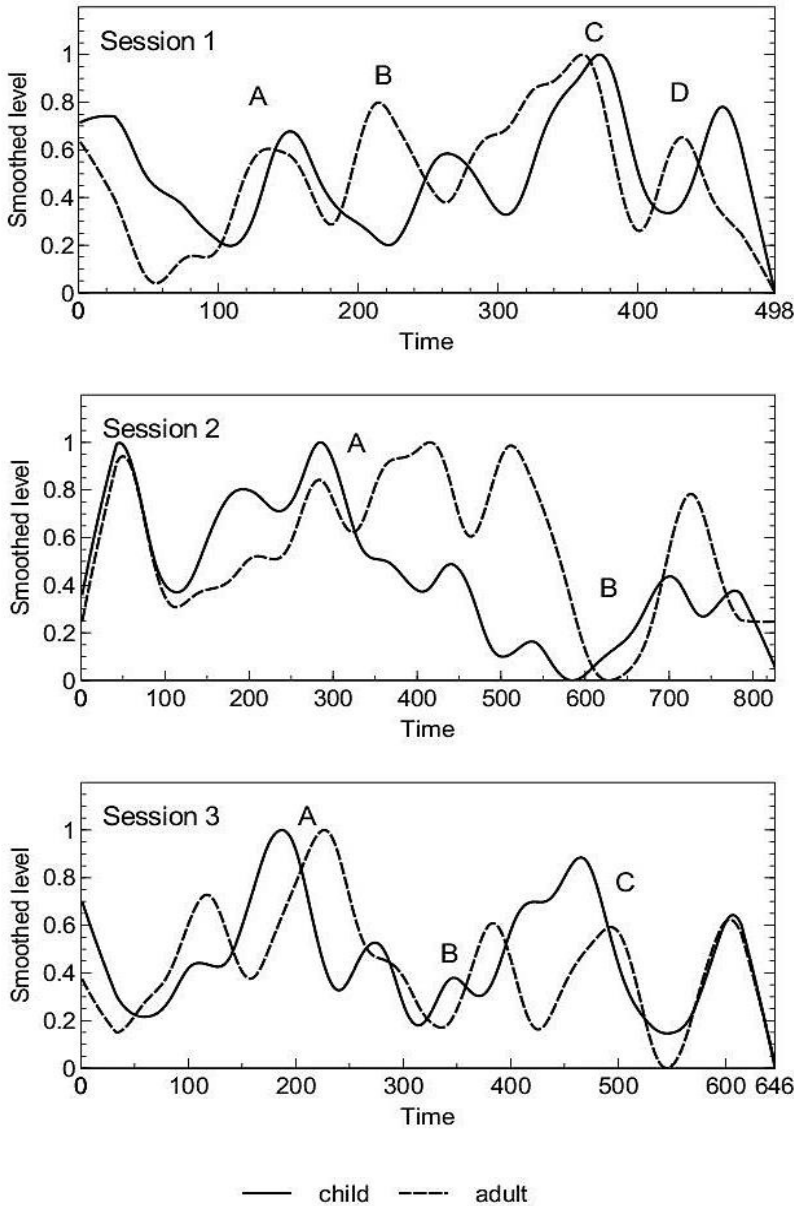 Session 1
A
B
C
D
Smoothed level
1
0.8
0.6
0.4
0.2
0
0 100 200 300 400 498
Time
Session 2
A
B
Smoothed level
1
0.8
0.6
0.4
0.2
0
0 100 200 300 400 500 600 700 800
Time
Session 3
A
B
C
Smoothed level
1
0.8
0.6
0.4
0.2
0
0 100 200 300 400 500 600 646
Time
child adult